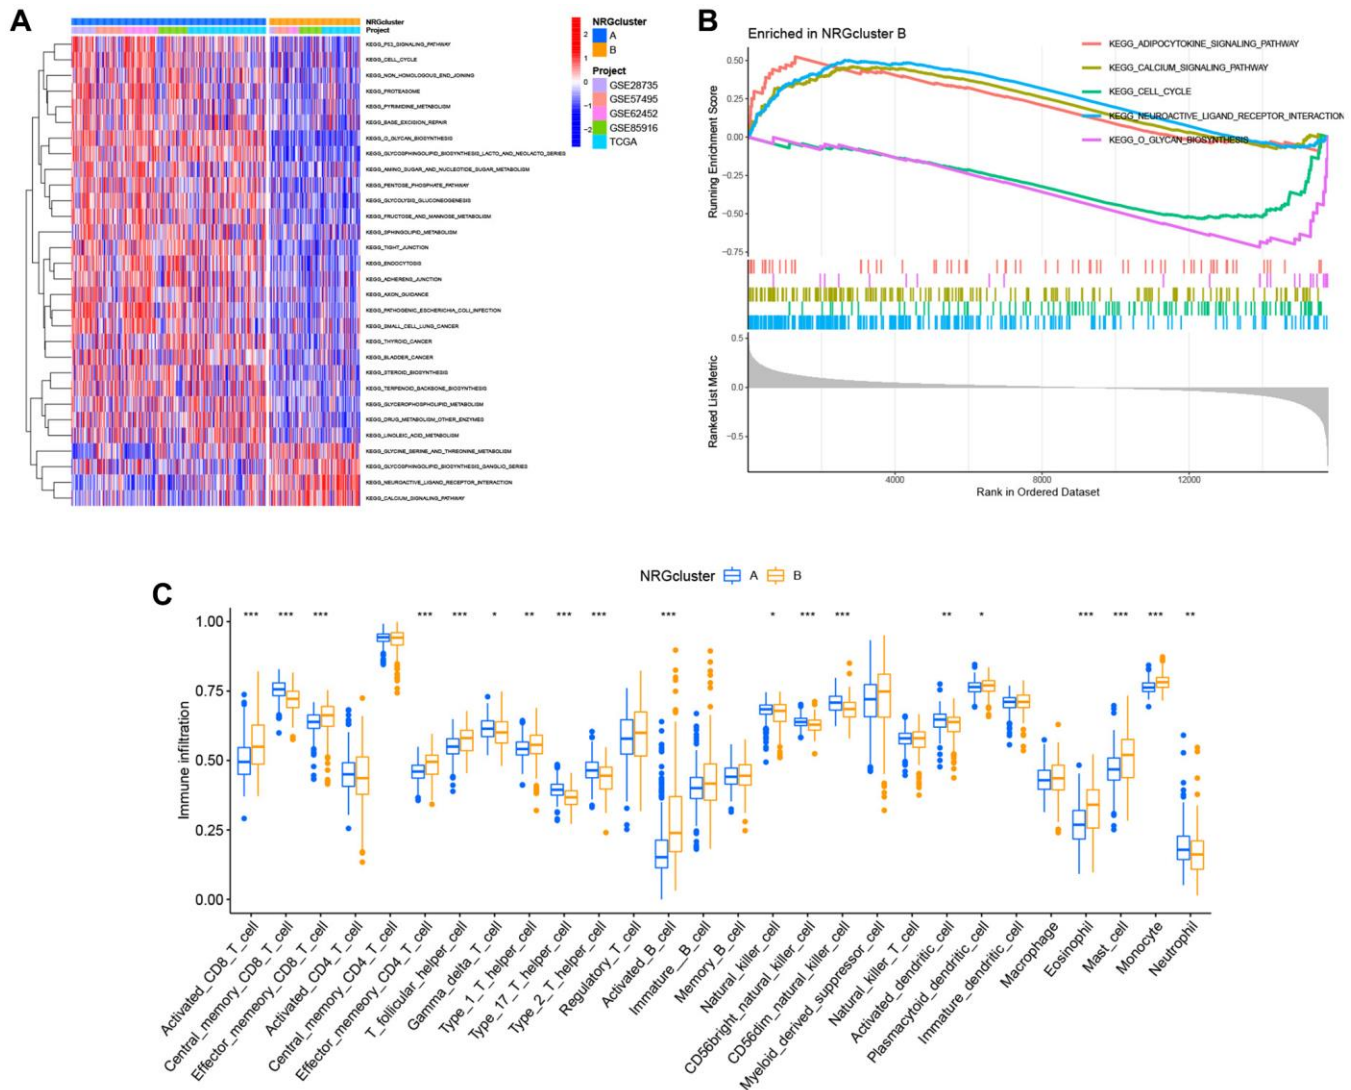 A
NRGcluster
Project
KEGG_P53_SIGNALING_PATHWAY
KEGG_CELL_CYCLE
KEGG_NON_HOMOLOGOUS_END_JOINING
KEGG_PROTEASOME
KEGG_PYRIMIDINE_METABOLISM
KEGG_BASE_EXCISION_REPAIR
KEGG_O_GLYCAN_BIOSYNTHESIS
KEGG_GLYCOSPHINGOLIPID_BIOSYNTHESIS_LACTO_AND_NEOLACTO_SERIES
KEGG_AMINO_SUGAR_AND_NUCLEOTIDE_SUGAR_METABOLISM
KEGG_PENTOSE_PHOSPHATE_PATHWAY
KEGG_GLYCOLYSIS_GLUCONEOGENESIS
KEGG_FRUCTOSE_AND_MANNOSE_METABOLISM
KEGG_SPHINGOLIPID_METABOLISM
KEGG_TIGHT_JUNCTION
KEGG_ENDOCYTOSIS
KEGG_ADHERENS_JUNCTION
KEGG_AXON_GUIDANCE
KEGG_PATHOGENIC_ESCHERICHIA_COLI_INFECTION
KEGG_SMALL_CELL_LUNG_CANCER
KEGG_THYROID_CANCER
KEGG_BLADDER_CANCER
KEGG_STEROID_BIOSYNTHESIS
KEGG_TERPENOID_BACKBONE_BIOSYNTHESIS
KEGG_GLYCEROPHOSPHOLIPID_METABOLISM
KEGG_DRUG_METABOLISM_OTHER_ENZYMES
KEGG_LINOLEIC_ACID_METABOLISM
KEGG_GLYCINE_SERINE_AND_THREONINE_METABOLISM
KEGG_GLYCOSPHINGOLIPID_BIOSYNTHESIS_GANGLIO_SERIES
KEGG_NEUROACTIVE_LIGAND_RECEPTOR_INTERACTION
KEGG_CALCIUM_SIGNALING_PATHWAY
2
1
0
−1
−2
NRGcluster
A
B
Project
GSE28735
GSE57495
GSE62452
GSE85916
TCGA
B
Enriched in NRGcluster B
Running Enrichment Score
0.50
0.25
0.00
−0.25
−0.50
−0.75
KEGG_ADIPOCYTOKINE_SIGNALING_PATHWAY
KEGG_CALCIUM_SIGNALING_PATHWAY
KEGG_CELL_CYCLE
KEGG_NEUROACTIVE_LIGAND_RECEPTOR_INTERACTION
KEGG_O_GLYCAN_BIOSYNTHESIS
Ranked List Metric
0.5
0.0
−0.5
4000 8000 12000
Rank in Ordered Dataset
C
NRGcluster A B
*** *** *** *** *** * ** *** *** *** * *** *** ** * *** *** *** **
Immune infiltration
1.00
0.75
0.50
0.25
0.00
Activated_CD8_T_cell
Central_memory_CD8_T_cell
Effector_memeory_CD8_T_cell
Activated_CD4_T_cell
Central_memory_CD4_T_cell
Effector_memeory_CD4_T_cell
T_follicular_helper_cell
Gamma_delta_T_cell
Type_1_T_helper_cell
Type_17_T_helper_cell
Type_2_T_helper_cell
Regulatory_T_cell
Activated_B_cell
Immature_B_cell
Memory_B_cell
Natural_killer_cell
CD56bright_natural_killer_cell
CD56dim_natural_killer_cell
Myeloid_derived_suppressor_cell
Natural_killer_T_cell
Activated_dendritic_cell
Plasmacytoid_dendritic_cell
Immature_dendritic_cell
Macrophage
Eosinophil
Mast_cell
Monocyte
Neutrophil